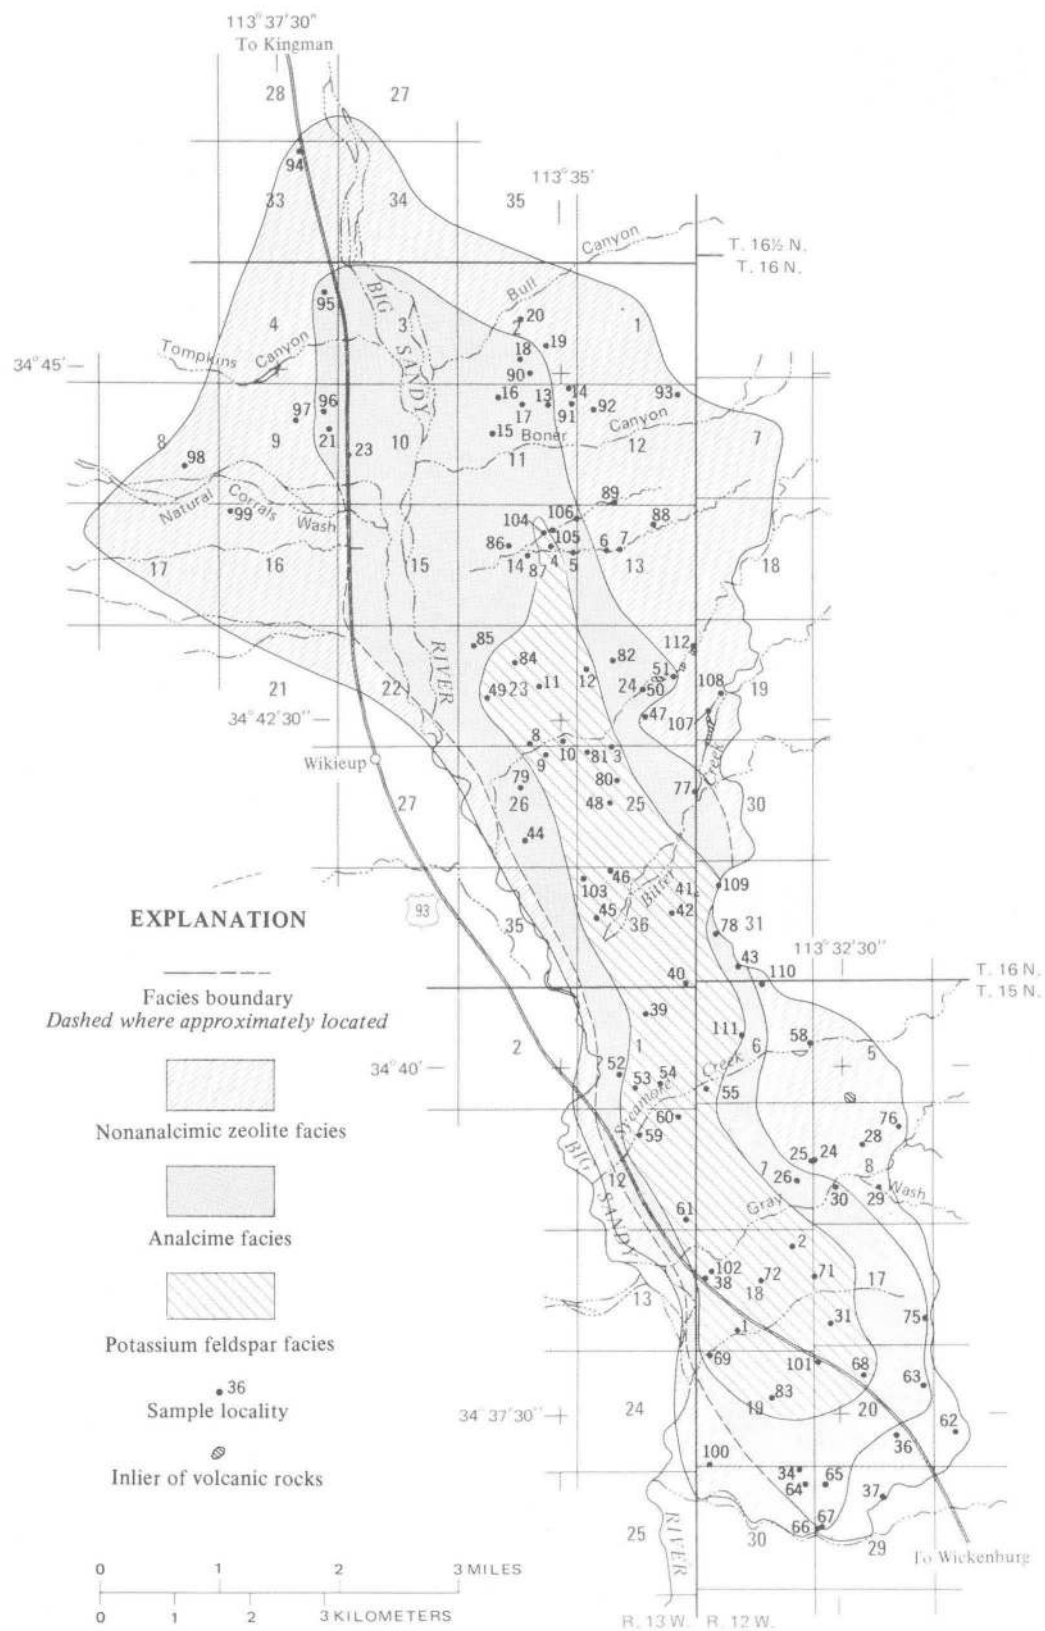 113°37'30"
To Kingman
28 27
94
33 34 35
113°35'
Canyon
T. 16½ N.
T. 16 N.
Bull
BIG
95
20
4 3 1
SANDY
19
Tompkins Canyon
18
34°45'
90
14
93
16 13
96 17 91 92
97
Canyon
21 15 Boner
8 9 10 12 7
23 11
98
Natural Corrals Wash
99
89
106 88
104
105
86 6 7
17 16 15 14 87 4 5 13 18
112
85 82
RIVER
84 51
12 24 50 108
21 22 49 23 11 19
47 107
34°42'30"
8
10 81 3
Wikieup
9
Creek
79 80 77
27 26 48 25 30
44
46
103 41 109
Bitter
EXPLANATION
93
45 42
35 36 78 31
113°32'30"
43
T. 16 N.
Facies boundary
40 110
T. 15 N.
Dashed where approximately located
39
111 58
2 1 6 5
34°40'
52 54 Creek
53 55
Sycamore
60 76
Nonanalcimic zeolite facies
59 28
BIG
25 24
7 8
12 26
30 29
SANDY
Gray Wash
61
Analcime facies
2
102
38 72 71 17
18
13
1 31 75
Potassium feldspar facies
69 101 68
63
36
83
Sample locality
34°37'30"
24 19 20
62
36
100
Inlier of volcanic rocks
34
64 65 37
67
66
25 30 29
RIVER
To Wickenburg
0 1 2 3 MILES
0 1 2 3 KILOMETERS
R. 13 W. R. 12 W.